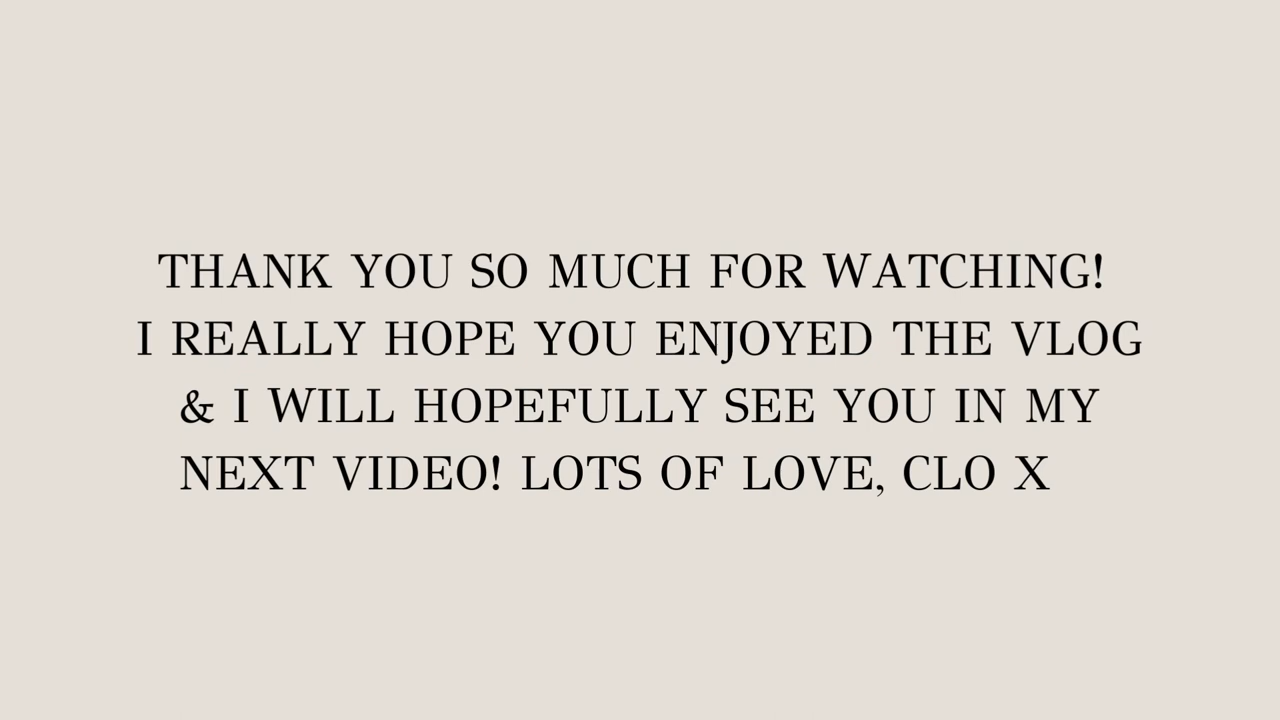 THANK YOU SO MUCH FOR WATCHING!
I REALLY HOPE YOU ENJOYED THE VLOG
& I WILL HOPEFULLY SEE YOU IN MY
NEXT VIDEO! LOTS OF LOVE, CLO X